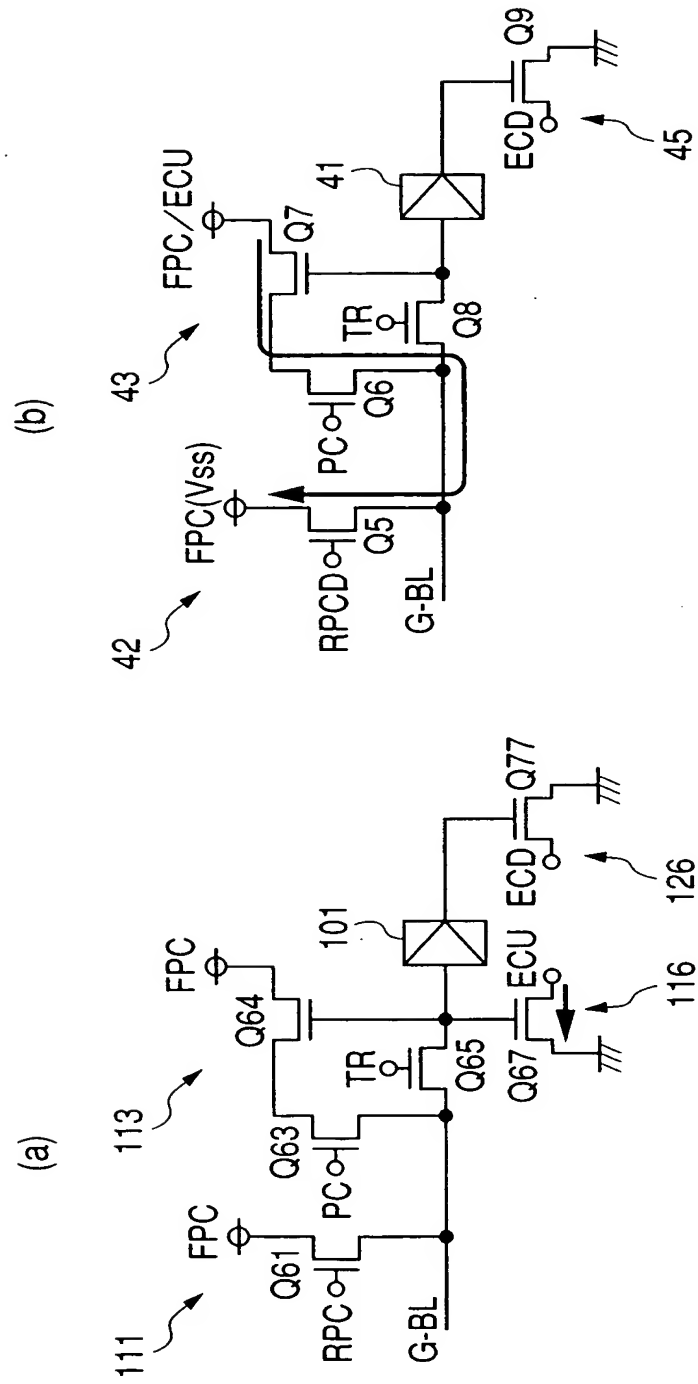 (a)
111
113
FPC
FPC
Q61
RPC
Q63
PC
Q64
TR
Q65
G-BL
101
Q67
ECU
116
ECD
Q77
126
(b)
42
43
FPC(Vss)
FPC/ECU
RPCD
Q5
PC
Q6
Q7
TR
Q8
G-BL
41
ECD
Q9
45